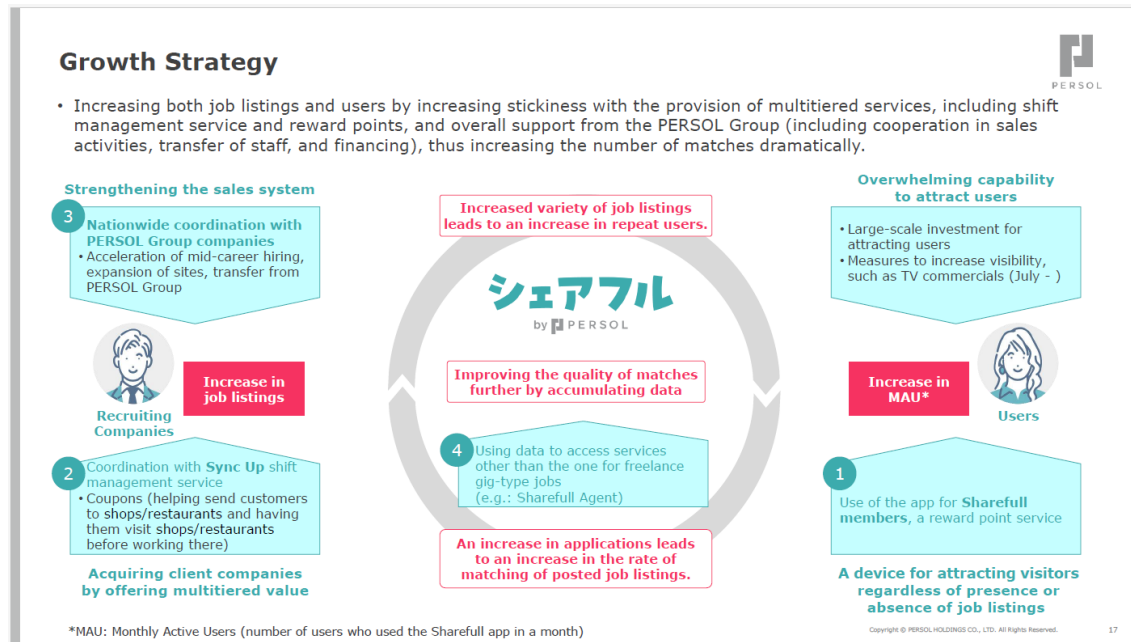 Growth Strategy
PERSOL
• Increasing both job listings and users by increasing stickiness with the provision of multitiered services, including shift
management service and reward points, and overall support from the PERSOL Group (including cooperation in sales
activities, transfer of staff, and financing), thus increasing the number of matches dramatically.
Strengthening the sales system
3
Nationwide coordination with
PERSOL Group companies
• Acceleration of mid-career hiring,
expansion of sites, transfer from
PERSOL Group
Recruiting
Companies
Increase in
job listings
2
Coordination with Sync Up shift
management service
• Coupons (helping send customers
to shops/restaurants and having
them visit shops/restaurants
before working there)
Acquiring client companies
by offering multitiered value
Increased variety of job listings
leads to an increase in repeat users.
シェアフル
by PERSOL
Improving the quality of matches
further by accumulating data
4
Using data to access services
other than the one for freelance
gig-type jobs
(e.g.: Sharefull Agent)
An increase in applications leads
to an increase in the rate of
matching of posted job listings.
Overwhelming capability
to attract users
• Large-scale investment for
attracting users
• Measures to increase visibility,
such as TV commercials (July - )
Increase in
MAU*
Users
1
Use of the app for Sharefull
members, a reward point service
A device for attracting visitors
regardless of presence or
absence of job listings
*MAU: Monthly Active Users (number of users who used the Sharefull app in a month)
Copyright © PERSOL HOLDINGS CO., LTD. All Rights Reserved.
17